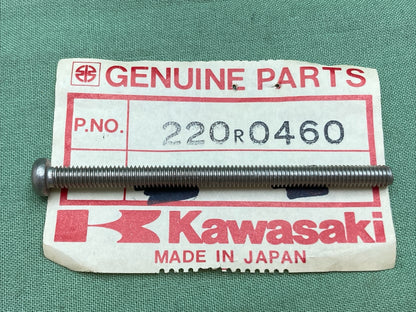 GENUINE PARTS
P.NO. 220R0460
Kawasaki
MADE IN JAPAN